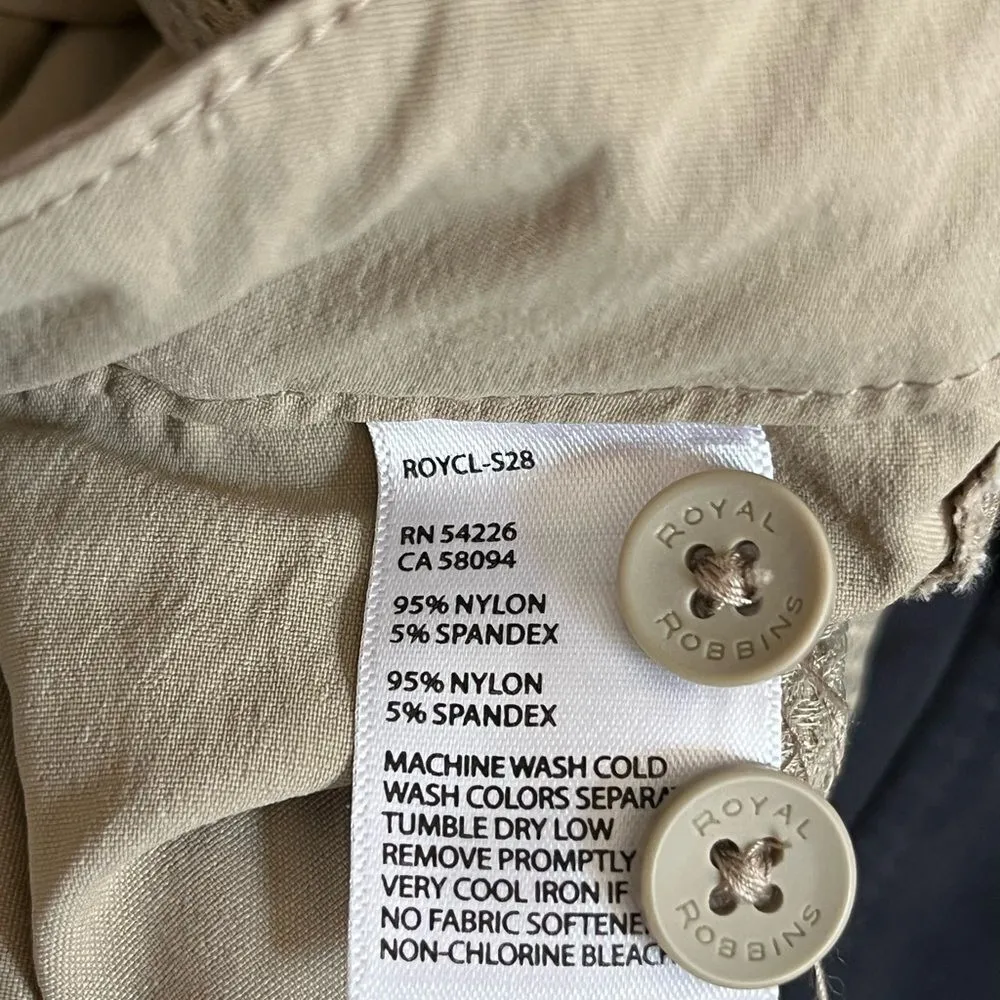 ROYCL-S28
RN 54226
CA 58094
95% NYLON
5% SPANDEX
95% NYLON
5% SPANDEX
MACHINE WASH COLD
WASH COLORS SEPARA
TUMBLE DRY LOW
REMOVE PROMPTLY
VERY COOL IRON IF
NO FABRIC SOFTENE
NON-CHLORINE BLEACH
ROYAL
ROBBINS
ROYAL
ROBBINS